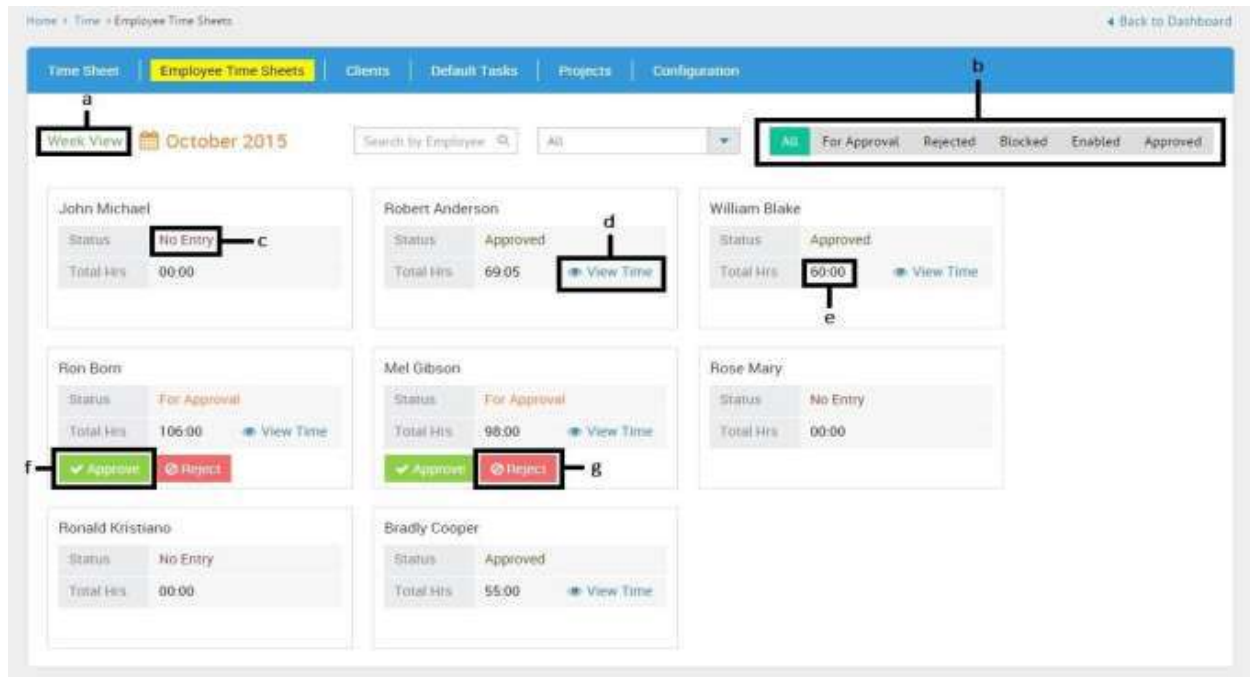 Home › Time › Employee Time Sheets ◂ Back to Dashboard
Time Sheet | Employee Time Sheets | Clients | Default Tasks | Projects | Configuration
b
a
Week View October 2015 Search by Employee All All For Approval Rejected Blocked Enabled Approved
John Michael Robert Anderson William Blake
d
Status No Entry c Status Approved Status Approved
Total Hrs 00:00 Total Hrs 69:05 View Time Total Hrs 60:00 View Time
e
Ron Born Mel Gibson Rose Mary
Status For Approval Status For Approval Status No Entry
Total Hrs 106:00 View Time Total Hrs 98:00 View Time Total Hrs 00:00
f Approve Reject Approve Reject g
Ronald Kristiano Bradly Cooper
Status No Entry Status Approved
Total Hrs 00:00 Total Hrs 55:00 View Time